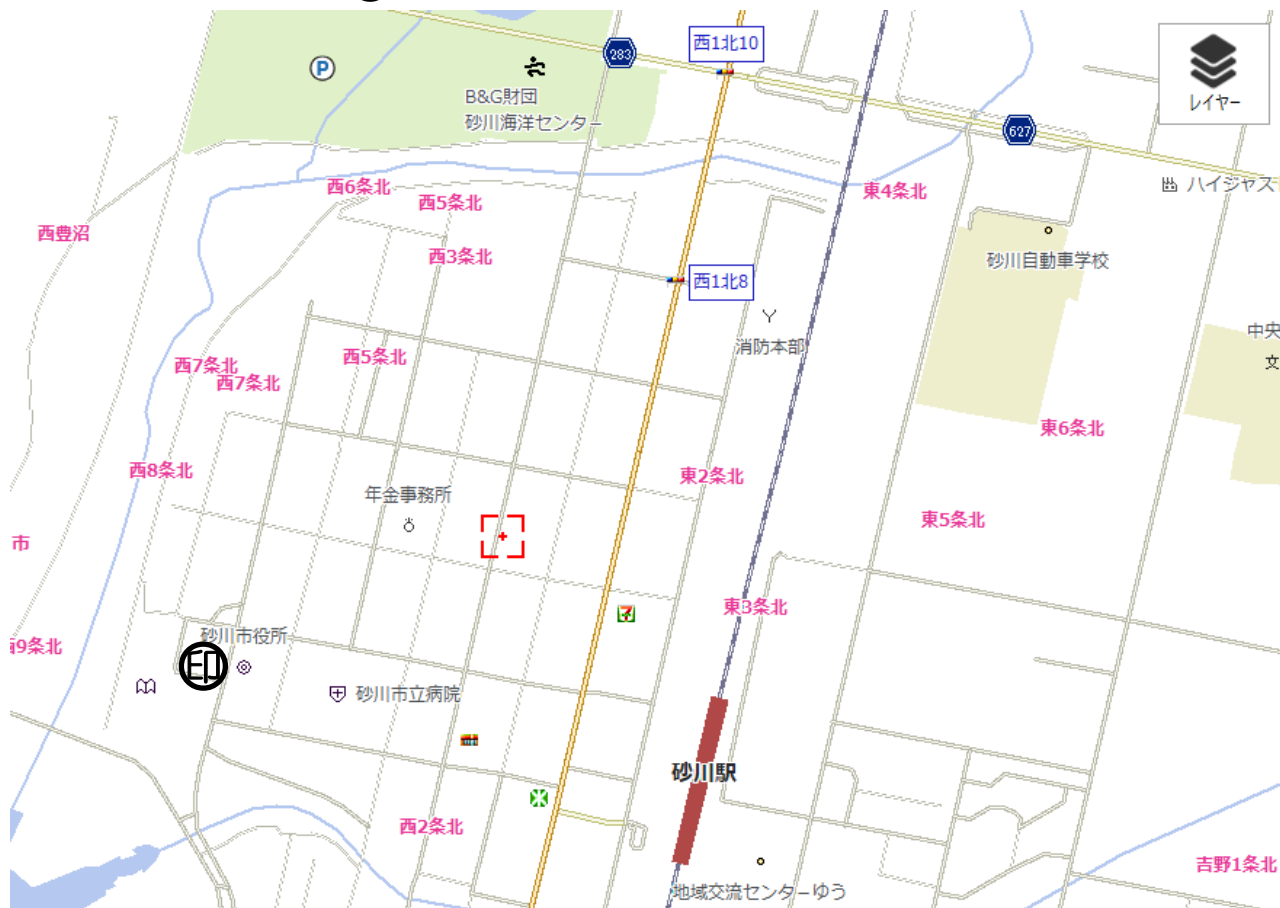 283
西1北10
レイヤー
P
B&G財団
砂川海洋センター
627
西6条北
西5条北
東4条北
ハイジャス
西豊沼
西3条北
砂川自動車学校
西1北8
消防本部
中央
文
西5条北
西7条北
西7条北
東6条北
西8条北
東2条北
年金事務所
東5条北
市
7
東3条北
砂川市役所
9条北
印
砂川市立病院
砂川駅
西2条北
吉野1条北
地域交流センターゆう